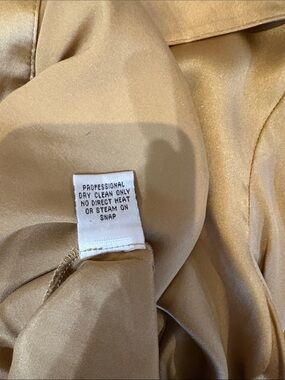 PROFESSIONAL
DRY CLEAN ONLY
NO DIRECT HEAT
OR STEAM ON
SNAP